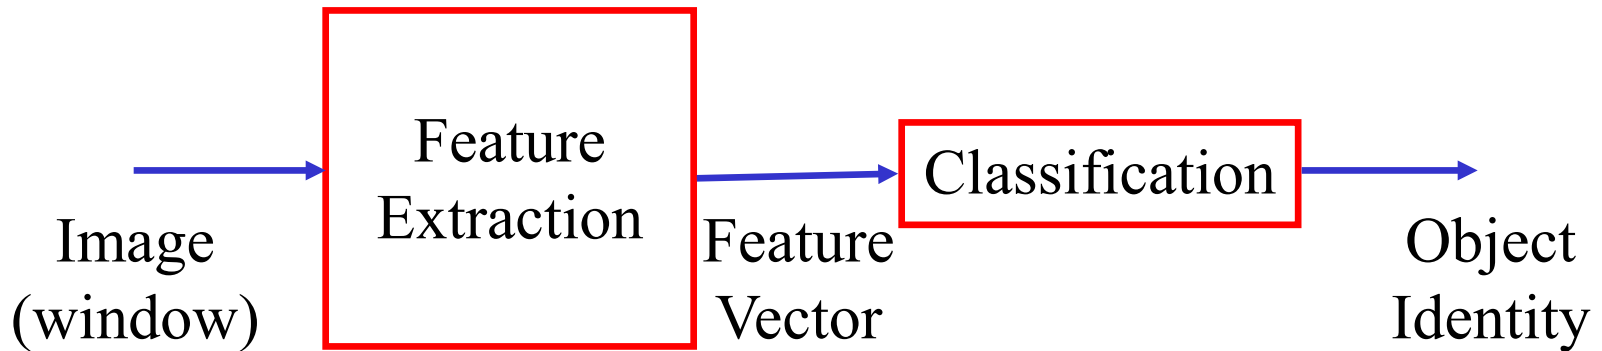 Image
(window)
Feature
Extraction
Feature
Vector
Classification
Object
Identity